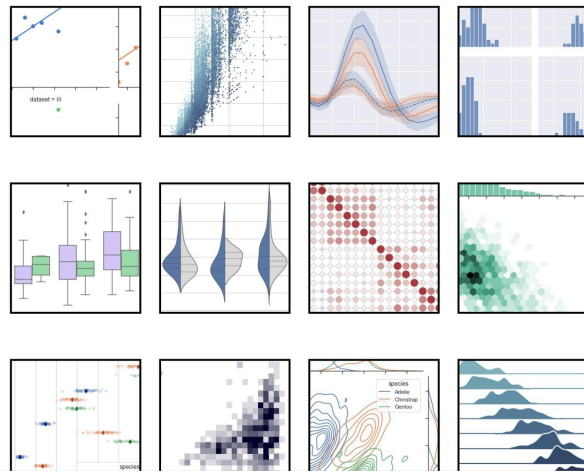 dataset = III
species
species
Adelie
Chinstrap
Gentoo